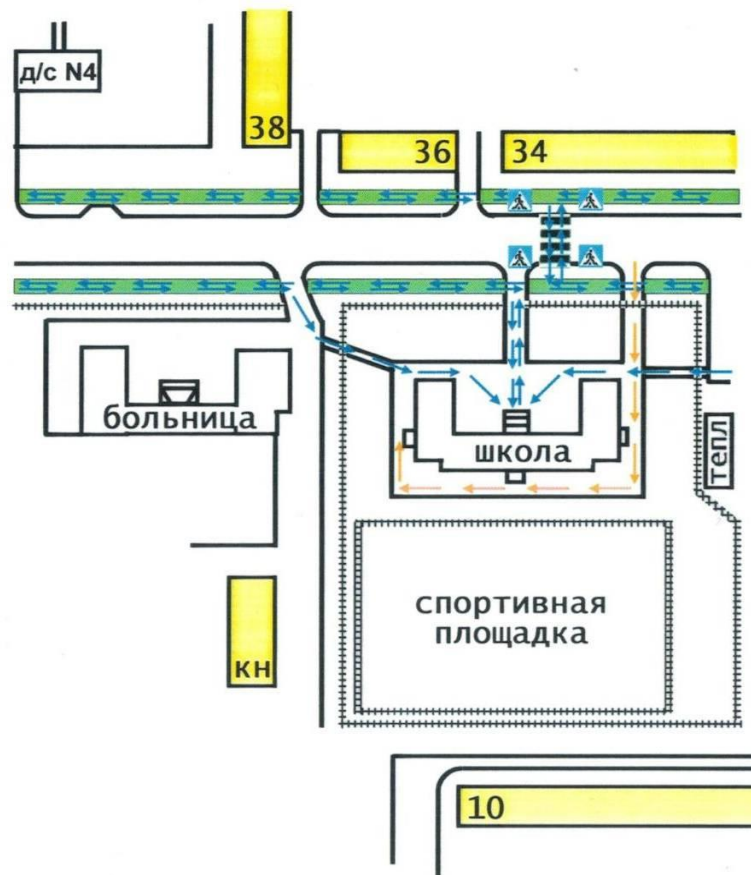 д/с N4
38
36
34
больница
школа
тепл
спортивная
площадка
кн
10